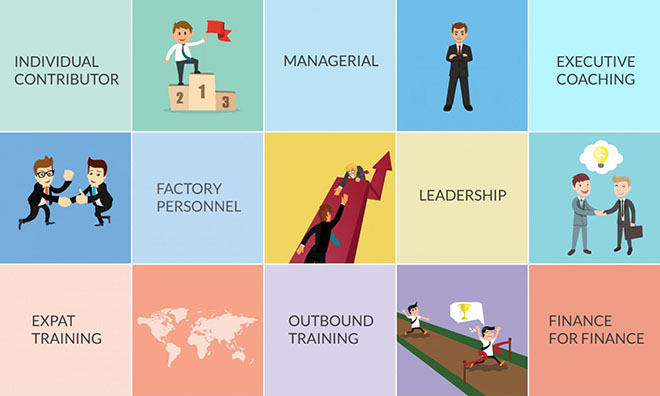 INDIVIDUAL
CONTRIBUTOR
2 1 3
MANAGERIAL
EXECUTIVE
COACHING
FACTORY
PERSONNEL
LEADERSHIP
EXPAT
TRAINING
OUTBOUND
TRAINING
FINANCE
FOR FINANCE